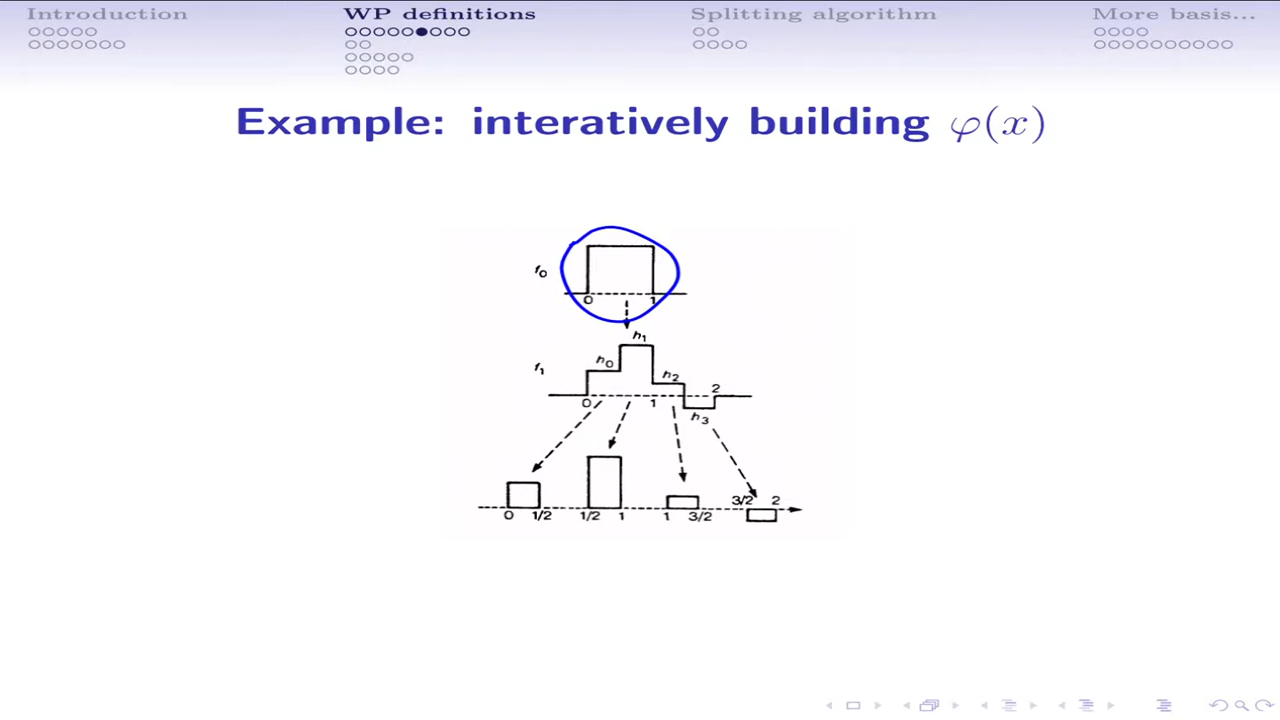 Introduction WP definitions Splitting algorithm More basis...
Example: interatively building φ(x)
f0
0 1
h1
f1 h0 h2 2
0 1 h3
3/2 2
0 1/2 1/2 1 1 3/2